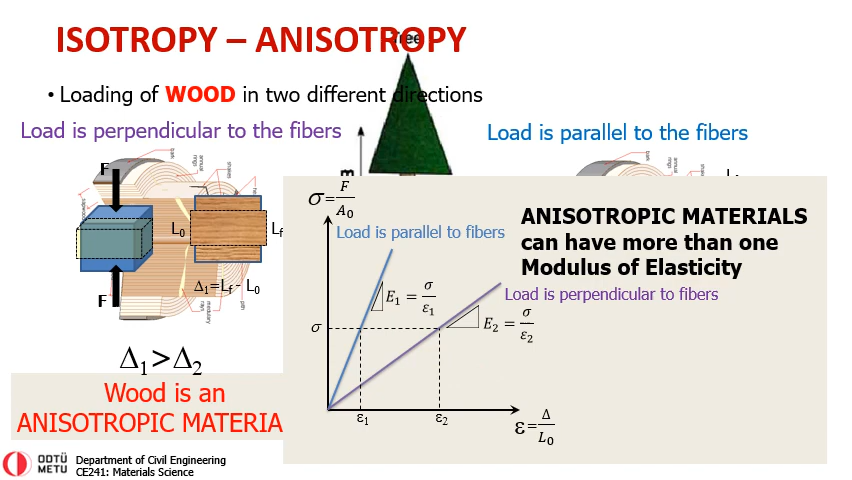 ISOTROPY – ANISOTROPY
Tree
• Loading of WOOD in two different directions
Load is perpendicular to the fibers
Load is parallel to the fibers
F
L₀
L_f
Δ₁=L_f - L₀
F
Δ₁>Δ₂
Wood is an
ANISOTROPIC MATERIA
σ=F/A₀
Load is parallel to fibers
ANISOTROPIC MATERIALS
can have more than one
Modulus of Elasticity
Load is perpendicular to fibers
E₁ = σ/ε₁
E₂ = σ/ε₂
σ
ε₁
ε₂
ε=Δ/L₀
ODTÜ
METU
Department of Civil Engineering
CE241: Materials Science